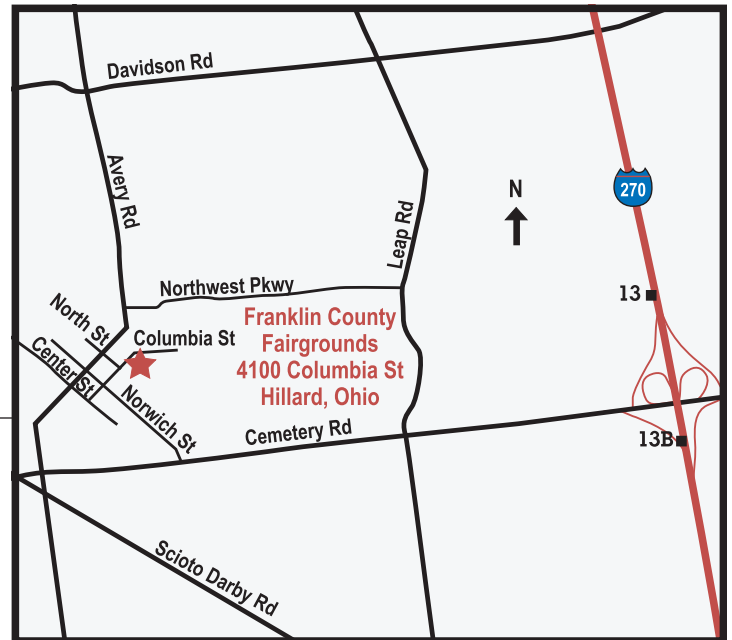 Davidson Rd
Avery Rd
270
N
Leap Rd
Northwest Pkwy
13
North St
Columbia St
Franklin County
Fairgrounds
4100 Columbia St
Hillard, Ohio
Center St
Norwich St
Cemetery Rd
13B
Scioto Darby Rd